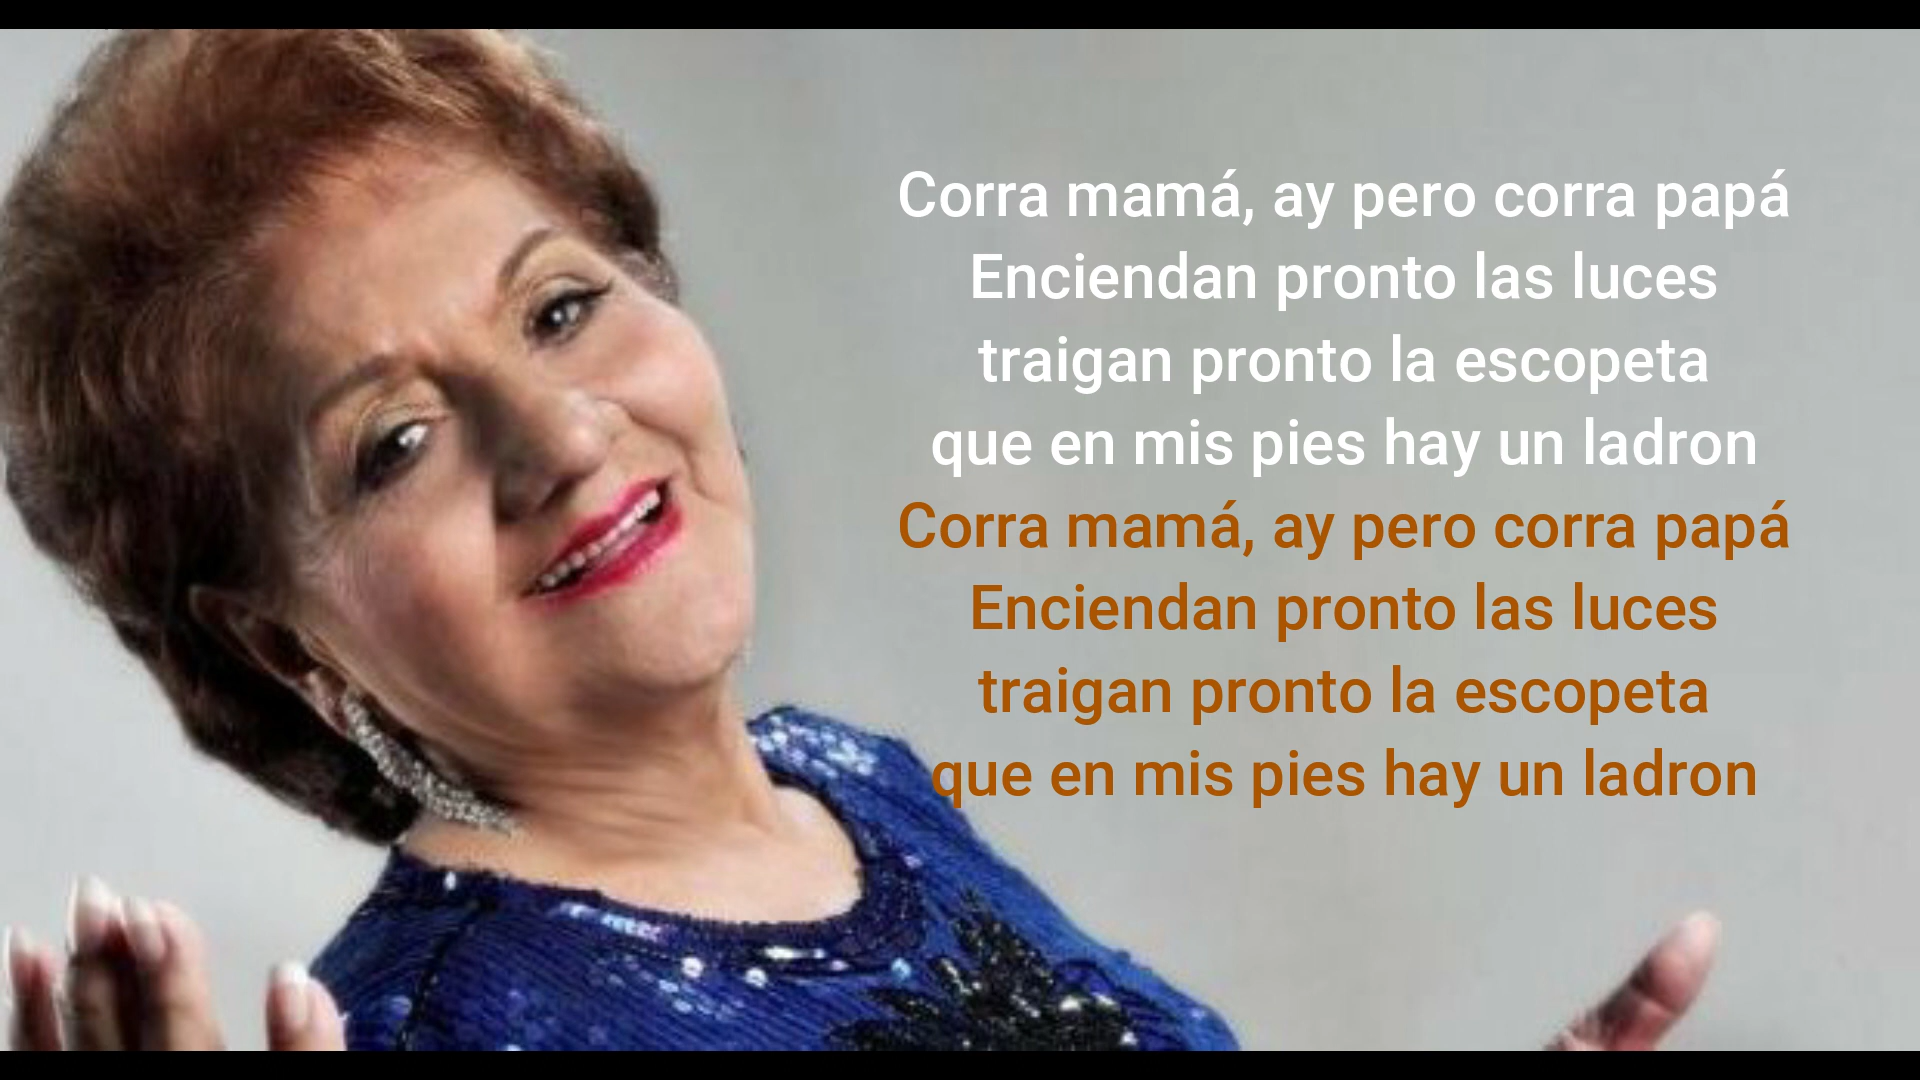 Corra mamá, ay pero corra papá
Enciendan pronto las luces
traigan pronto la escopeta
que en mis pies hay un ladron
Corra mamá, ay pero corra papá
Enciendan pronto las luces
traigan pronto la escopeta
que en mis pies hay un ladron